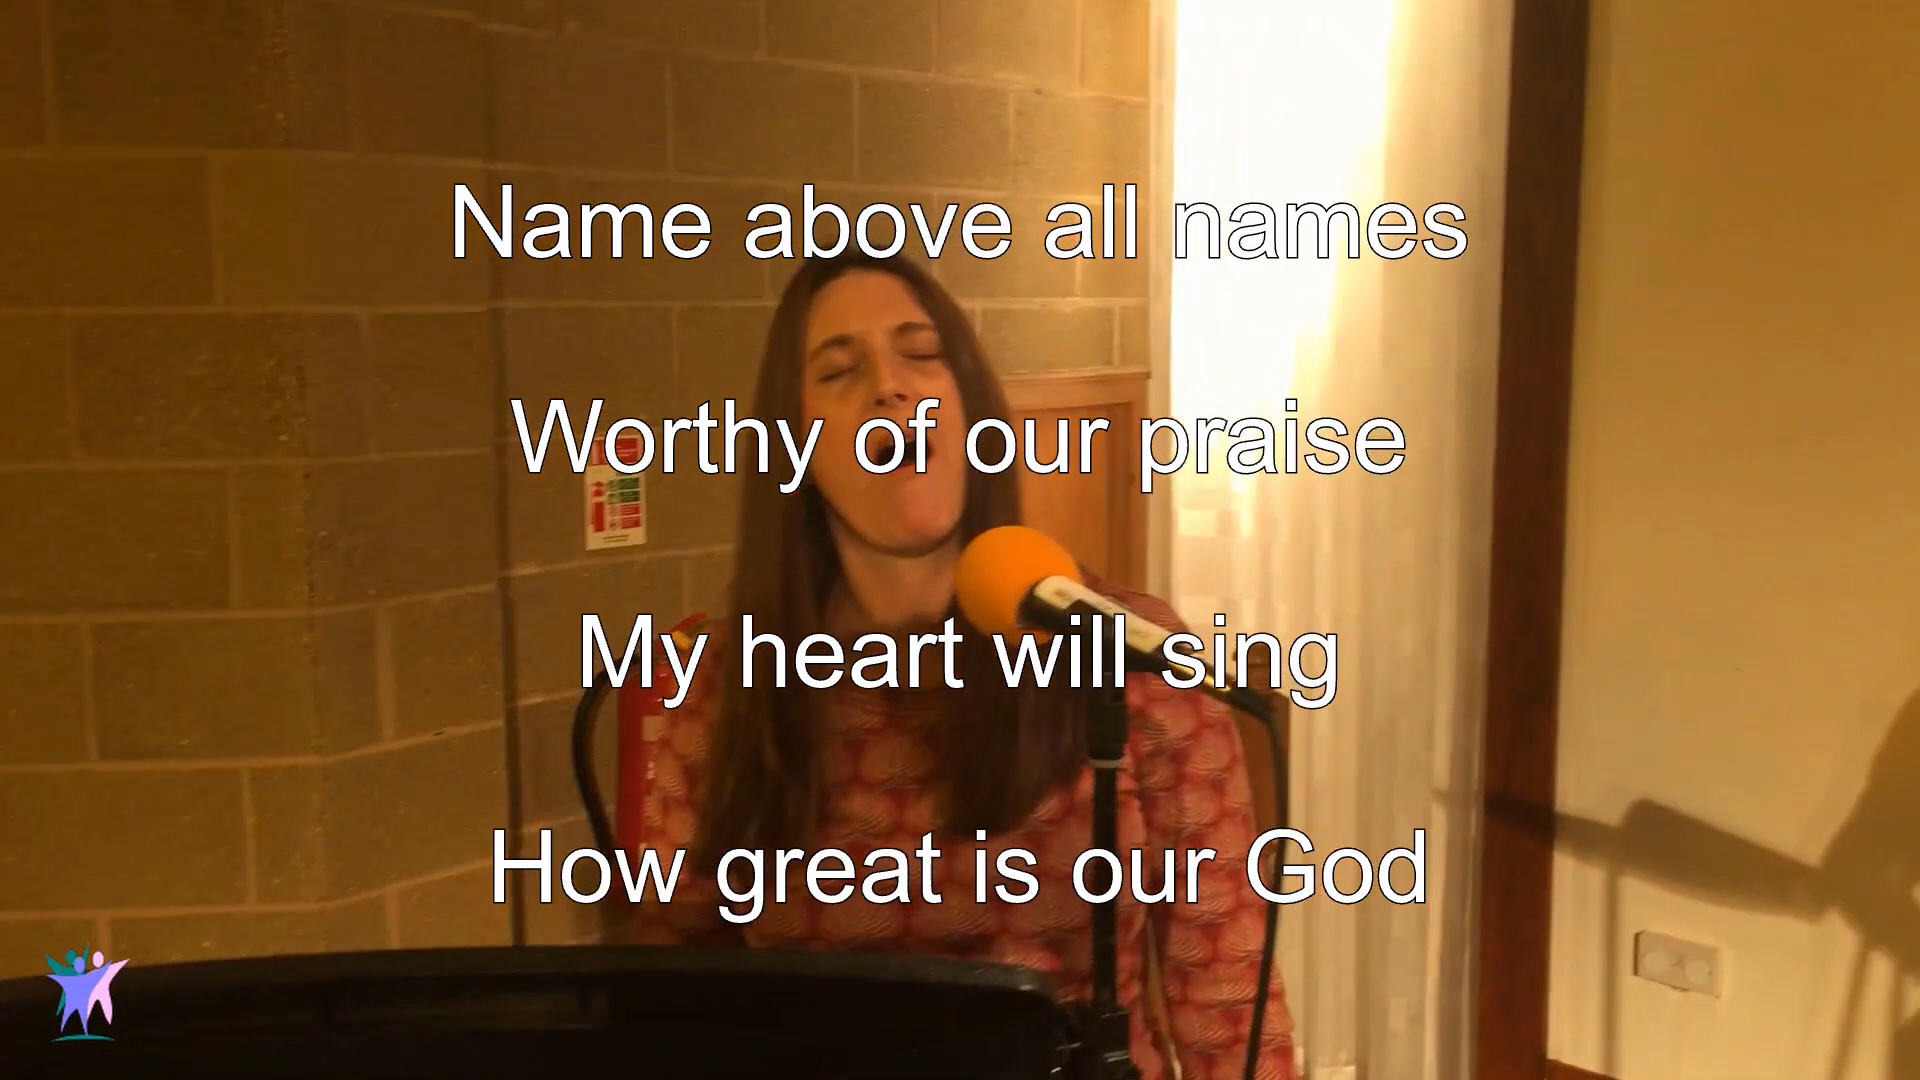 Name above all names
Worthy of our praise
My heart will sing
How great is our God